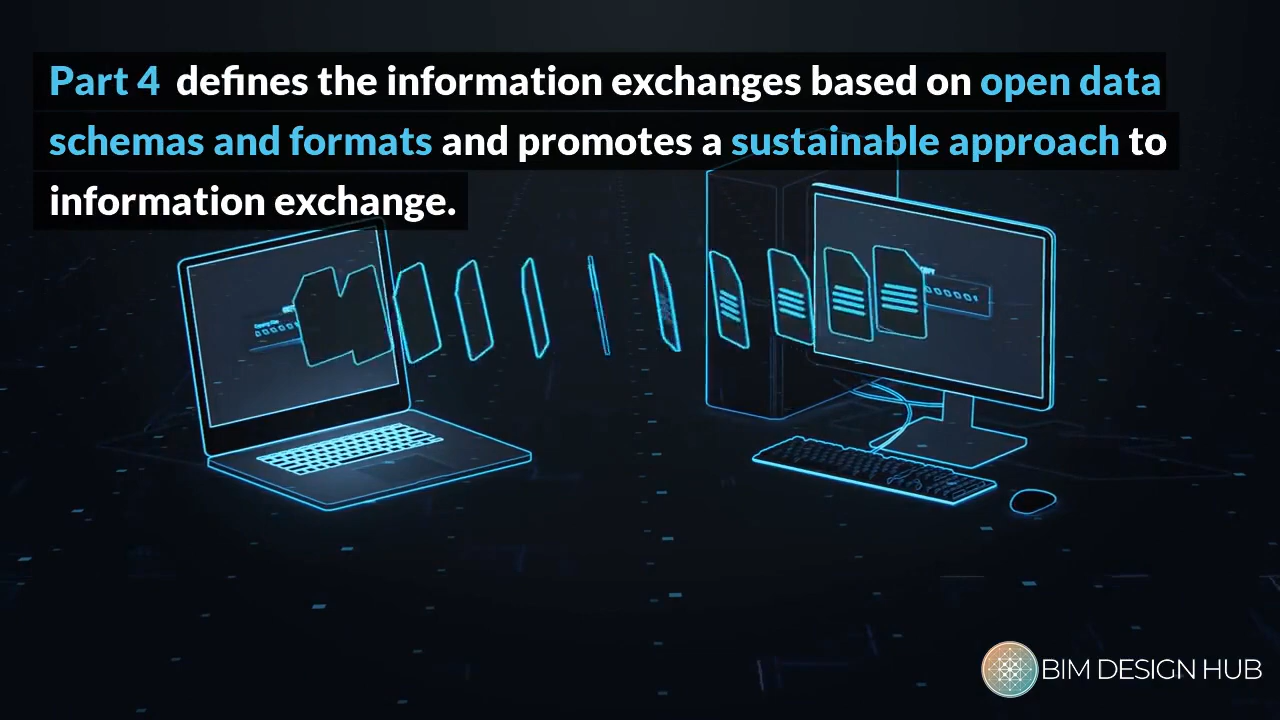 Part 4 defines the information exchanges based on open data
schemas and formats and promotes a sustainable approach to
information exchange.
BIM DESIGN HUB